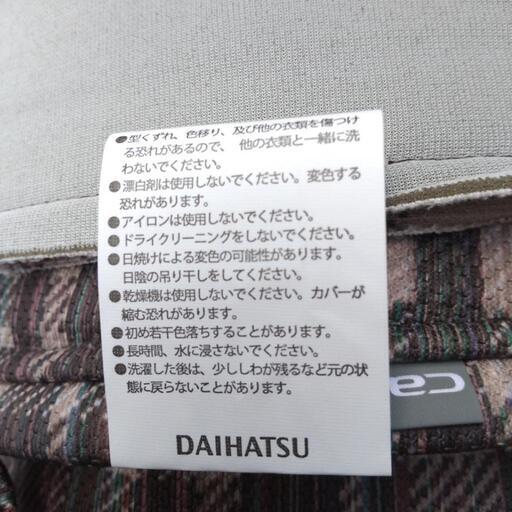 ●型くずれ、色移り、及び他の衣類を傷つけ
る恐れがあるので、 他の衣類と一緒に洗
わないでください。
●漂白剤は使用しないでください。変色する
恐れがあります。
●アイロンは使用しないでください。
●ドライクリーニングをしないでください。
●日焼けによる変色の可能性があります。
日陰の吊り干しをしてください。
●乾燥機は使用しないでください。カバーが
縮む恐れがあります。
●初め若干色落ちすることがあります。
●長時間、水に浸さないでください。
●洗濯した後は、少ししわが残るなど元の状
態に戻らないことがあります。
DAIHATSU
ca